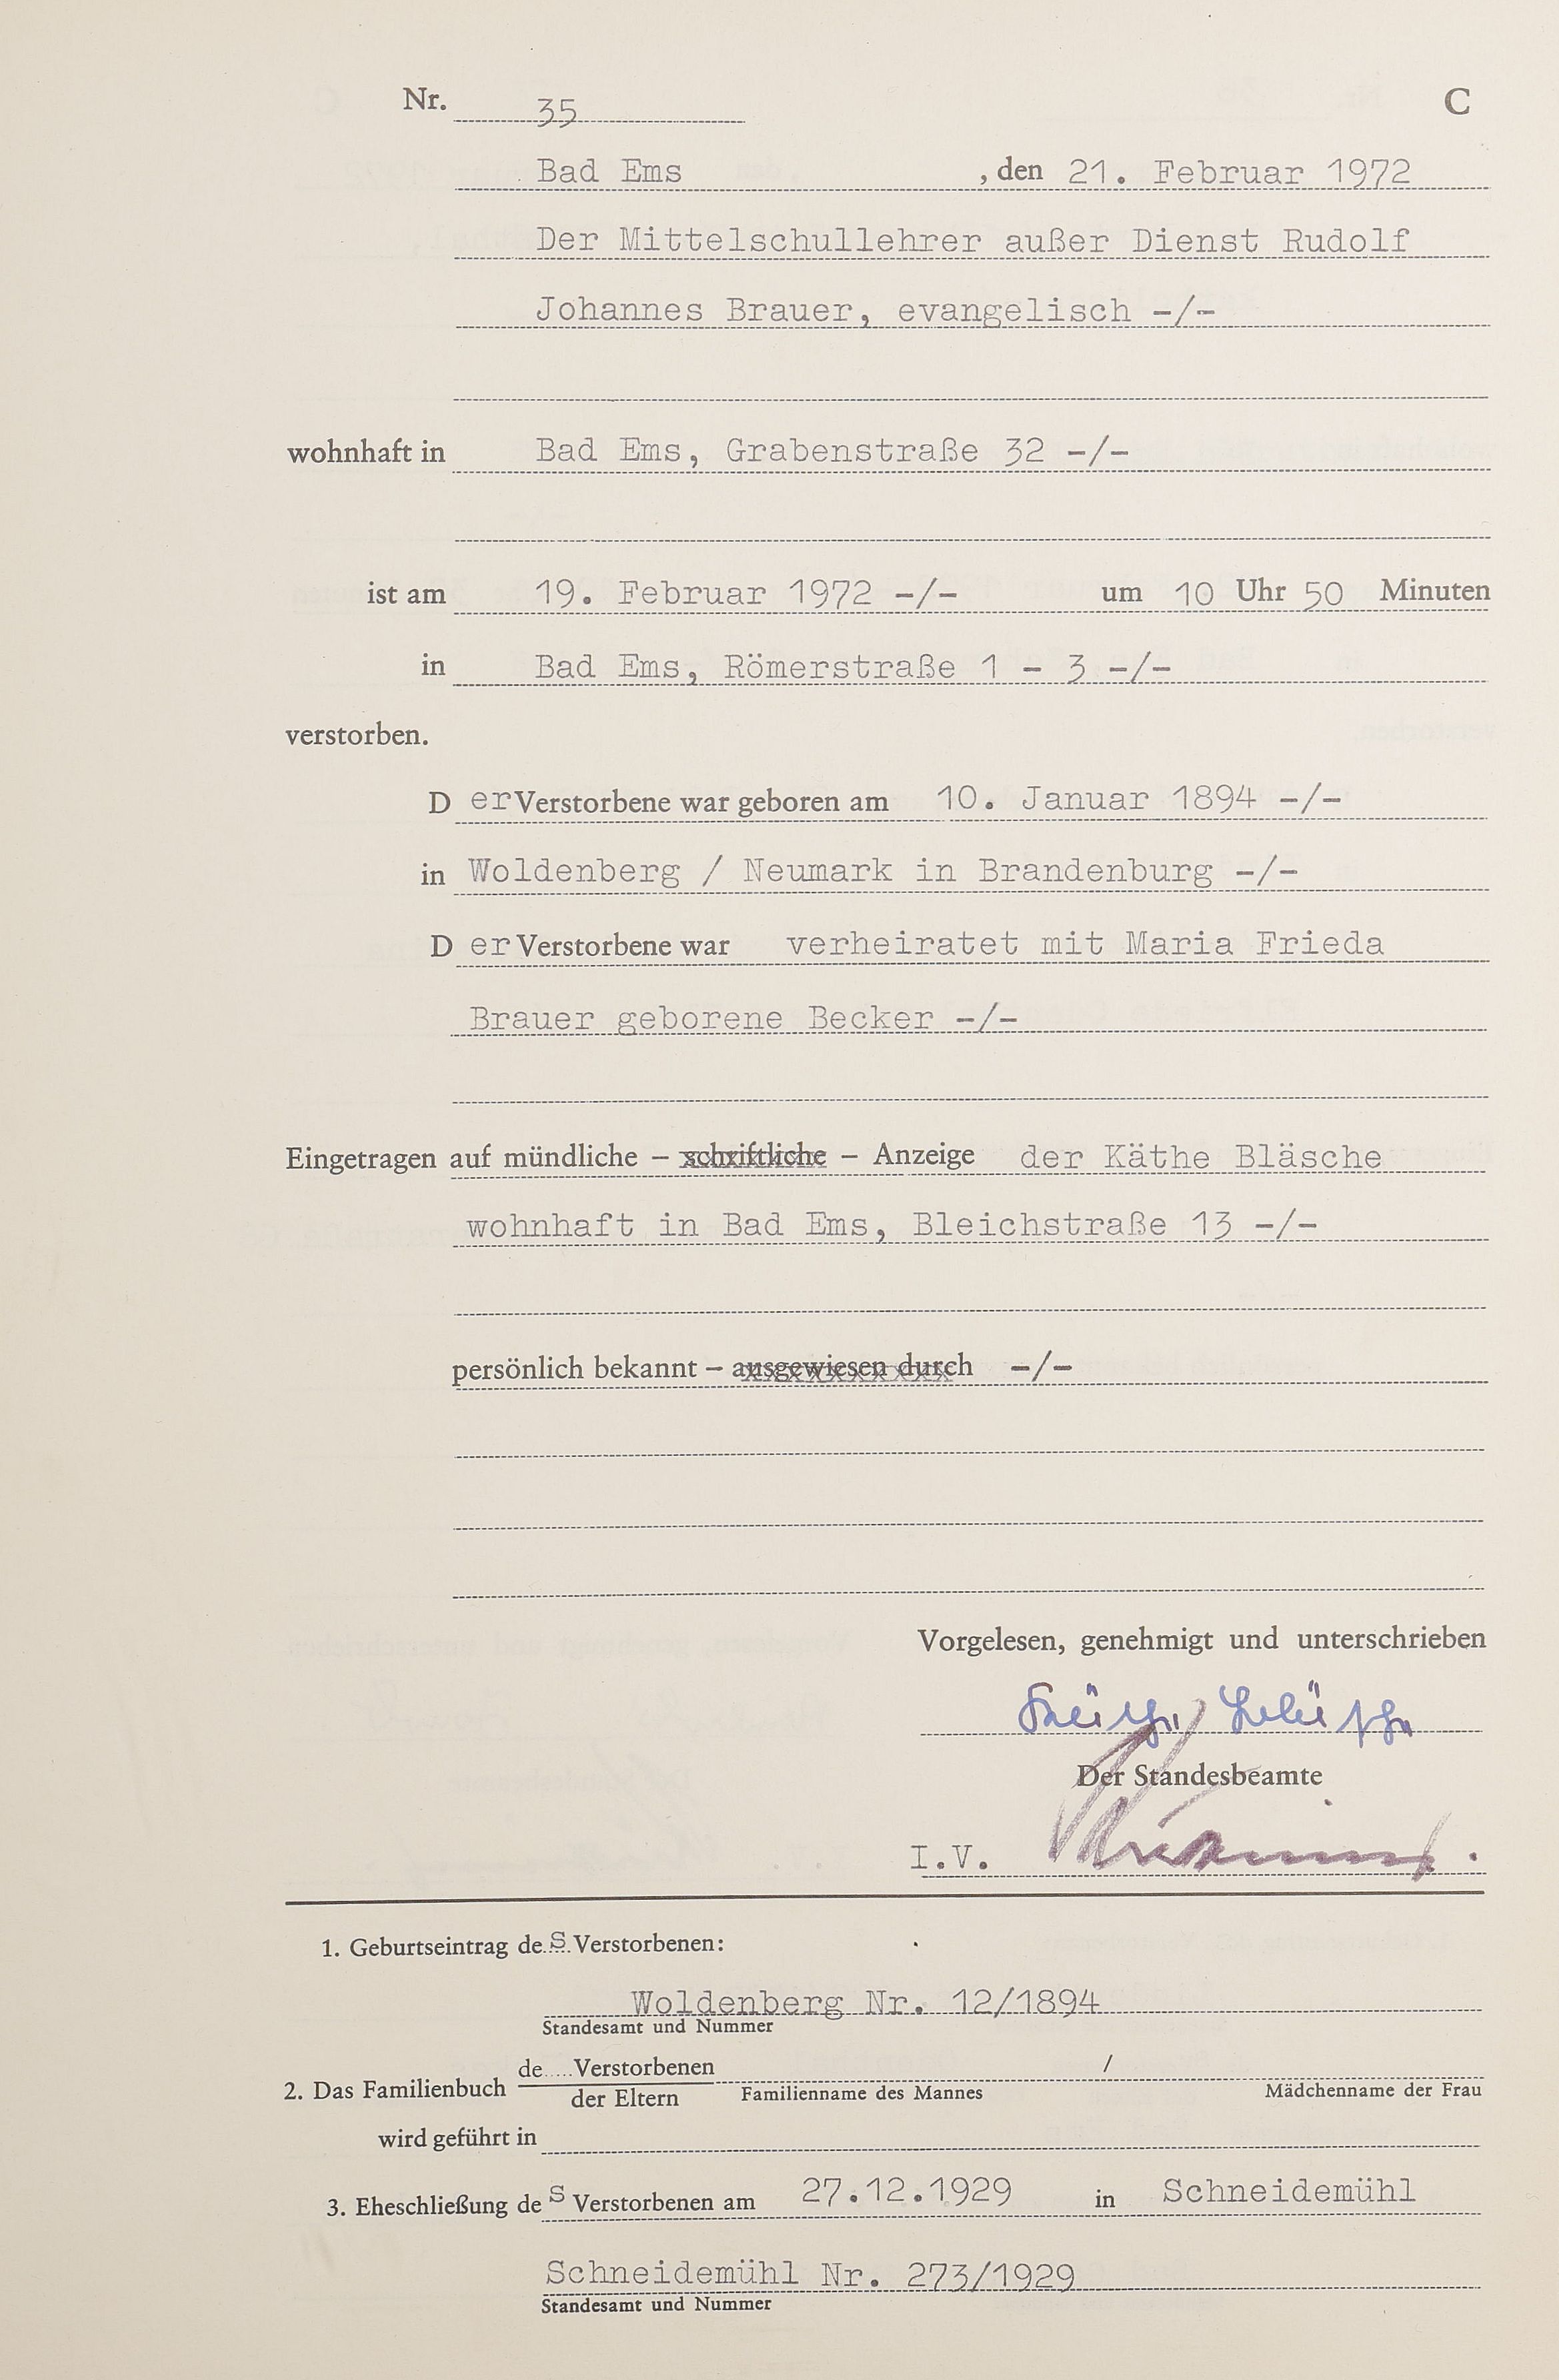 Nr. 35 C
Bad Ems , den 21. Februar 1972
Der Mittelschullehrer außer Dienst Rudolf
Johannes Brauer, evangelisch -/-
wohnhaft in Bad Ems, Grabenstraße 32 -/-
ist am 19. Februar 1972 -/- um 10 Uhr 50 Minuten
in Bad Ems, Römerstraße 1 - 3 -/-
verstorben.
D er Verstorbene war geboren am 10. Januar 1894 -/-
in Woldenberg / Neumark in Brandenburg -/-
D er Verstorbene war verheiratet mit Maria Frieda
Brauer geborene Becker -/-
Eingetragen auf mündliche – schriftliche – Anzeige der Käthe Bläsche
wohnhaft in Bad Ems, Bleichstraße 13 -/-
persönlich bekannt – ausgewiesen durch -/-
Vorgelesen, genehmigt und unterschrieben
Käthe Bläsche
Der Standesbeamte
I.V.
1. Geburtseintrag des Verstorbenen:
Woldenberg Nr. 12/1894
Standesamt und Nummer
2. Das Familienbuch de.....Verstorbenen /
der Eltern Familienname des Mannes Mädchenname der Frau
wird geführt in
3. Eheschließung des Verstorbenen am 27.12.1929 in Schneidemühl
Schneidemühl Nr. 273/1929
Standesamt und Nummer